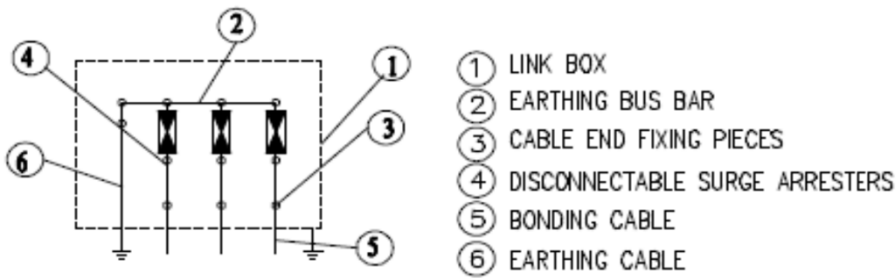 2
4
1
3
6
5
1 LINK BOX
2 EARTHING BUS BAR
3 CABLE END FIXING PIECES
4 DISCONNECTABLE SURGE ARRESTERS
5 BONDING CABLE
6 EARTHING CABLE